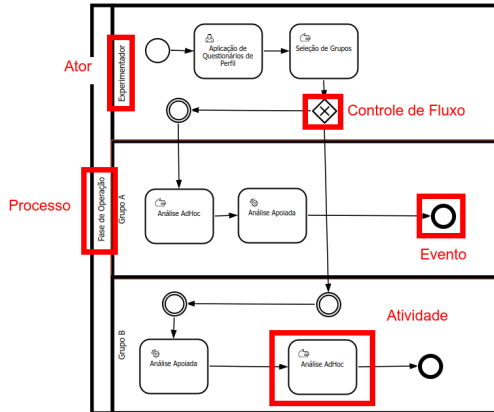 Ator
Experimentador
Aplicação de
Questionários de
Perfil
Seleção de Grupos
Controle de Fluxo
Processo
Fase de Operação
Grupo A
Análise AdHoc
Análise Apoiada
Evento
Atividade
Grupo B
Análise Apoiada
Análise AdHoc